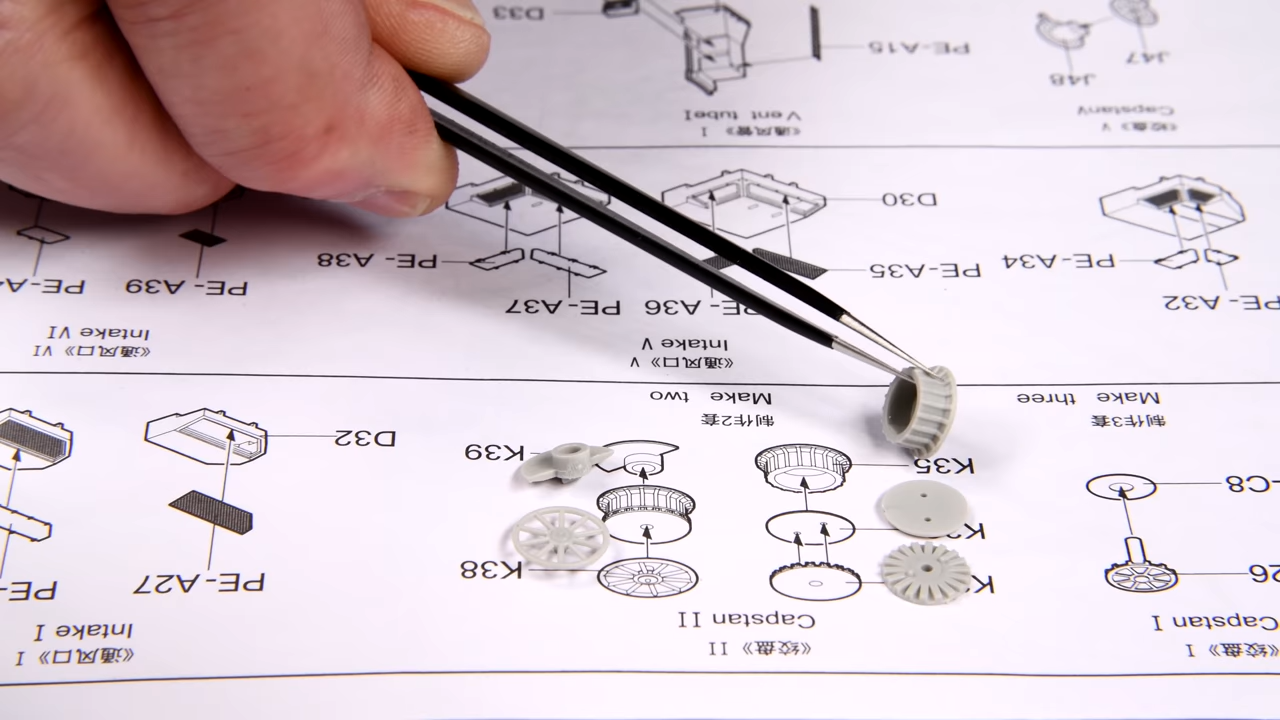 《绞盘》 I
Capstan I
《绞盘》 II
Capstan II
K38
K35
K39
制作3套
Make three
制作2套
Make two
《通风口》 I
Intake I
PE-A27
D32
《通风口》 V
Intake V
PE-A32
PE-A34
PE-A36
PE-A35
D30
PE-A37
PE-A38
《通风口》 VI
Intake VI
PE-A39
《绞盘》 V
Capstan V
J48
J47
《通风管》 I
Vent tube I
PE-A15
D33